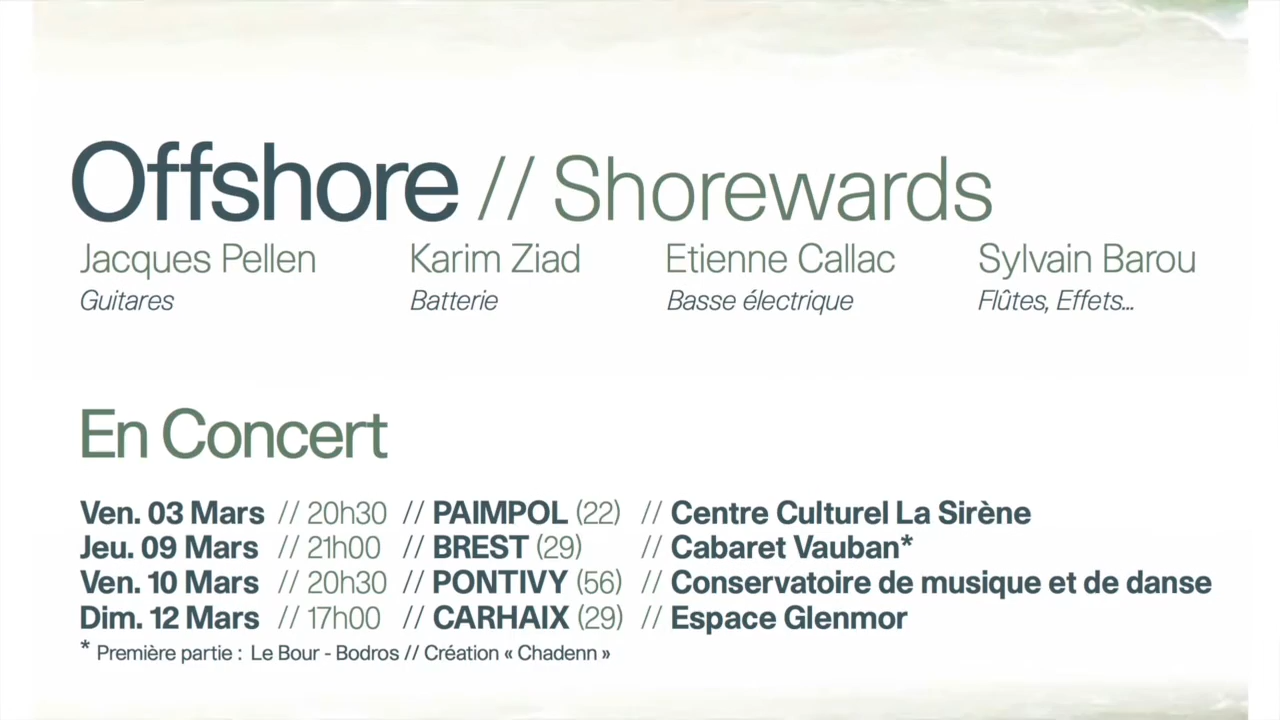 Offshore // Shorewards
Jacques Pellen Karim Ziad Etienne Callac Sylvain Barou
Guitares Batterie Basse électrique Flûtes, Effets...
En Concert
Ven. 03 Mars // 20h30 // PAIMPOL (22) // Centre Culturel La Sirène
Jeu. 09 Mars // 21h00 // BREST (29) // Cabaret Vauban*
Ven. 10 Mars // 20h30 // PONTIVY (56) // Conservatoire de musique et de danse
Dim. 12 Mars // 17h00 // CARHAIX (29) // Espace Glenmor
* Première partie : Le Bour - Bodros // Création « Chadenn »